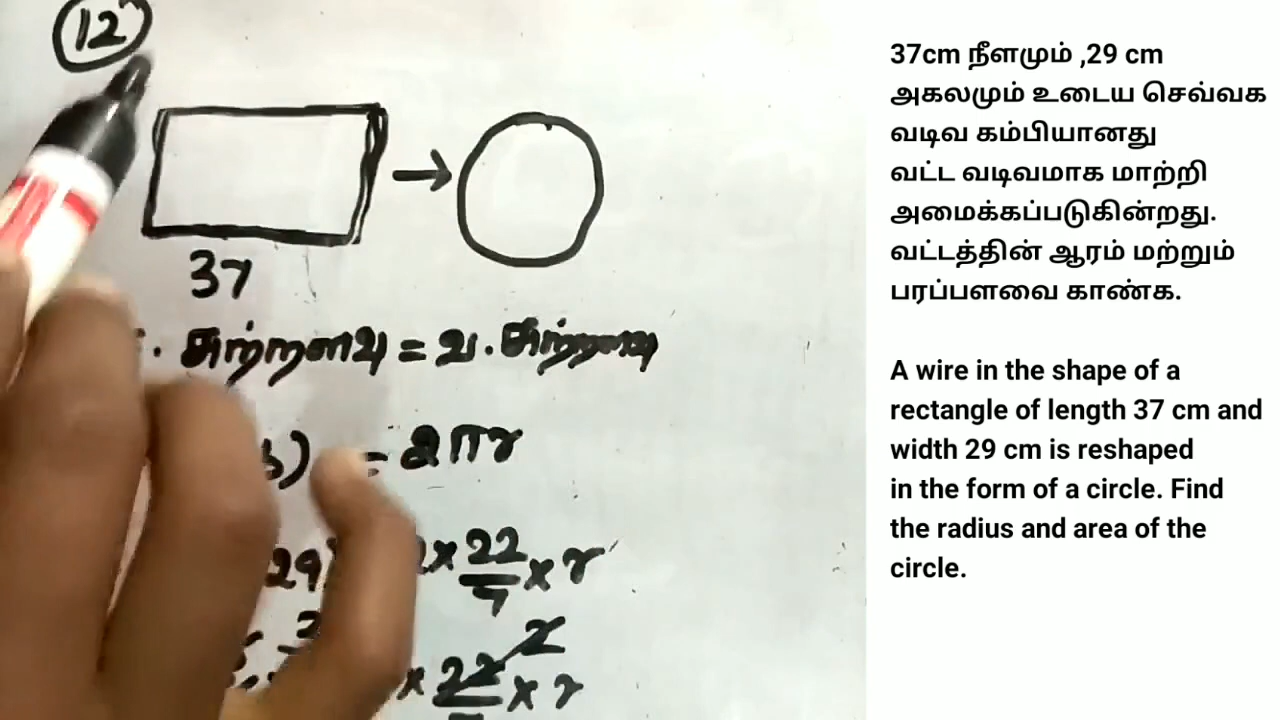 12
37
. சுற்றளவு = வ. சுற்றளவு
) = 2πr
29 × 22/7 × r
× 22/7 2 × r
37cm நீளமும் ,29 cm
அகலமும் உடைய செவ்வக
வடிவ கம்பியானது
வட்ட வடிவமாக மாற்றி
அமைக்கப்படுகின்றது.
வட்டத்தின் ஆரம் மற்றும்
பரப்பளவை காண்க.
A wire in the shape of a
rectangle of length 37 cm and
width 29 cm is reshaped
in the form of a circle. Find
the radius and area of the
circle.